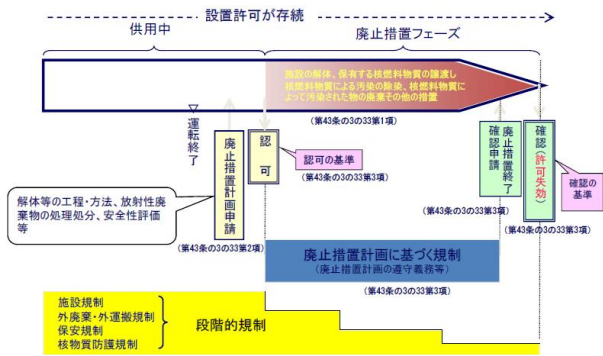 設置許可が存続
供用中
廃止措置フェーズ
施設の解体、保有する核燃料物質の譲渡し
核燃料物質による汚染の除染、核燃料物質に
よって汚染された物の廃棄その他の措置
(第43条の3の33第1項)
▽運転終了
廃止措置計画申請
認可
認可の基準
(第43条の3の33第3項)
廃止措置終了
確認申請
確認(許可失効)
確認の
基準
(第43条の3の33第3項)
(第43条の3の33第3項)
解体等の工程・方法、放射性廃
棄物の処理処分、安全性評価
等
(第43条の3の33第2項)
廃止措置計画に基づく規制
(廃止措置計画の遵守義務等)
(第43条の3の33第3項)
施設規制
外廃棄・外運搬規制
保安規制
核物質防護規制
段階的規制